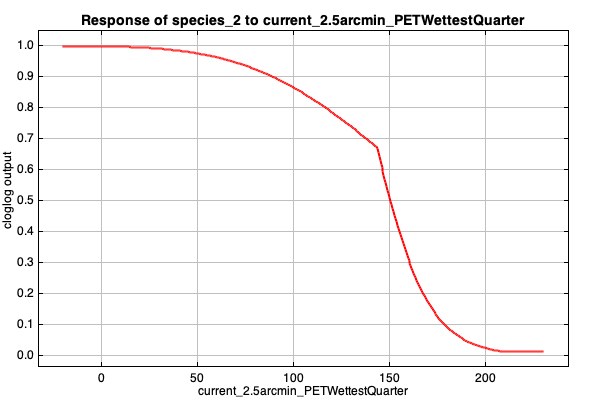 Response of species_2 to current_2.5arcmin_PETWettestQuarter
1.0
0.9
0.8
0.7
0.6
0.5
0.4
0.3
0.2
0.1
0.0
cloglog output
0 50 100 150 200
current_2.5arcmin_PETWettestQuarter